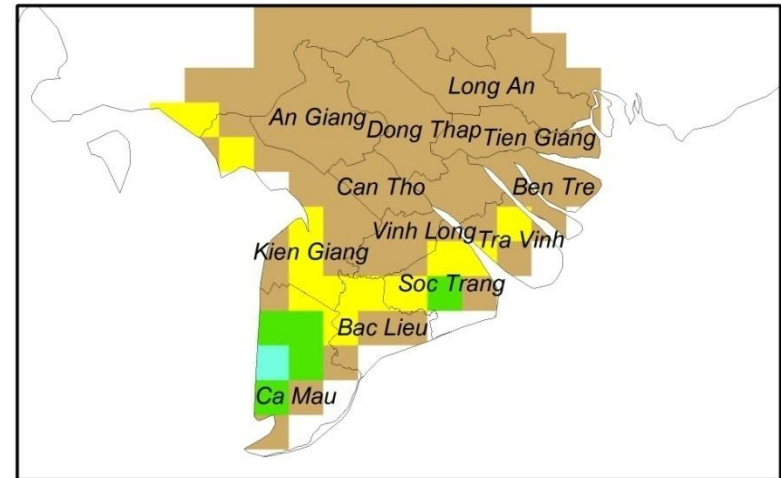 Long An
An Giang
Dong Thap
Tien Giang
Can Tho
Ben Tre
Vinh Long
Tra Vinh
Kien Giang
Soc Trang
Bac Lieu
Ca Mau